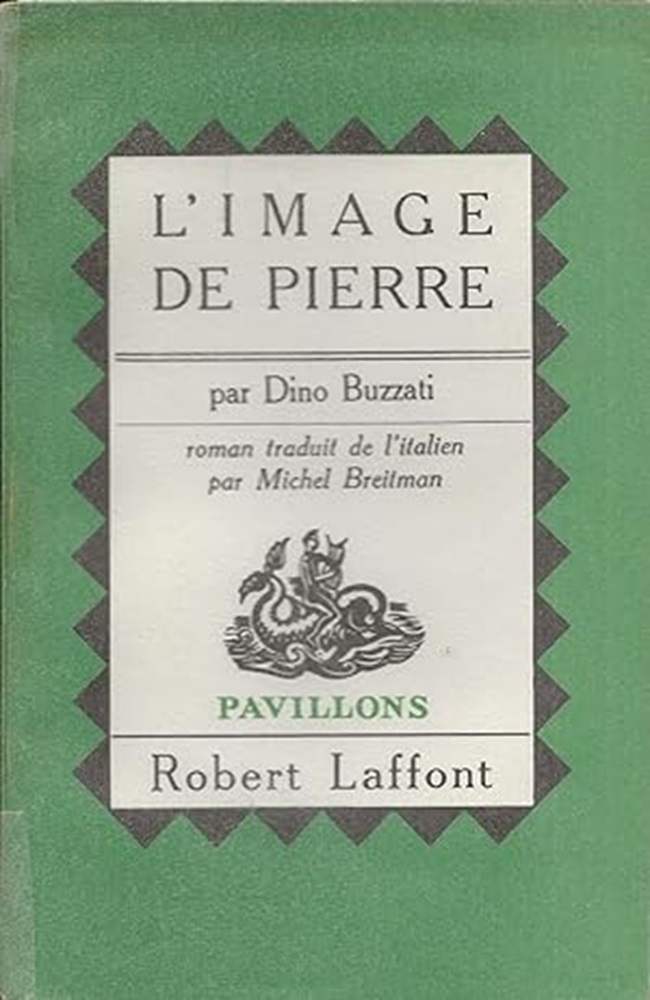 L'IMAGE
DE PIERRE
par Dino Buzzati
roman traduit de l'italien
par Michel Breitman
PAVILLONS
Robert Laffont